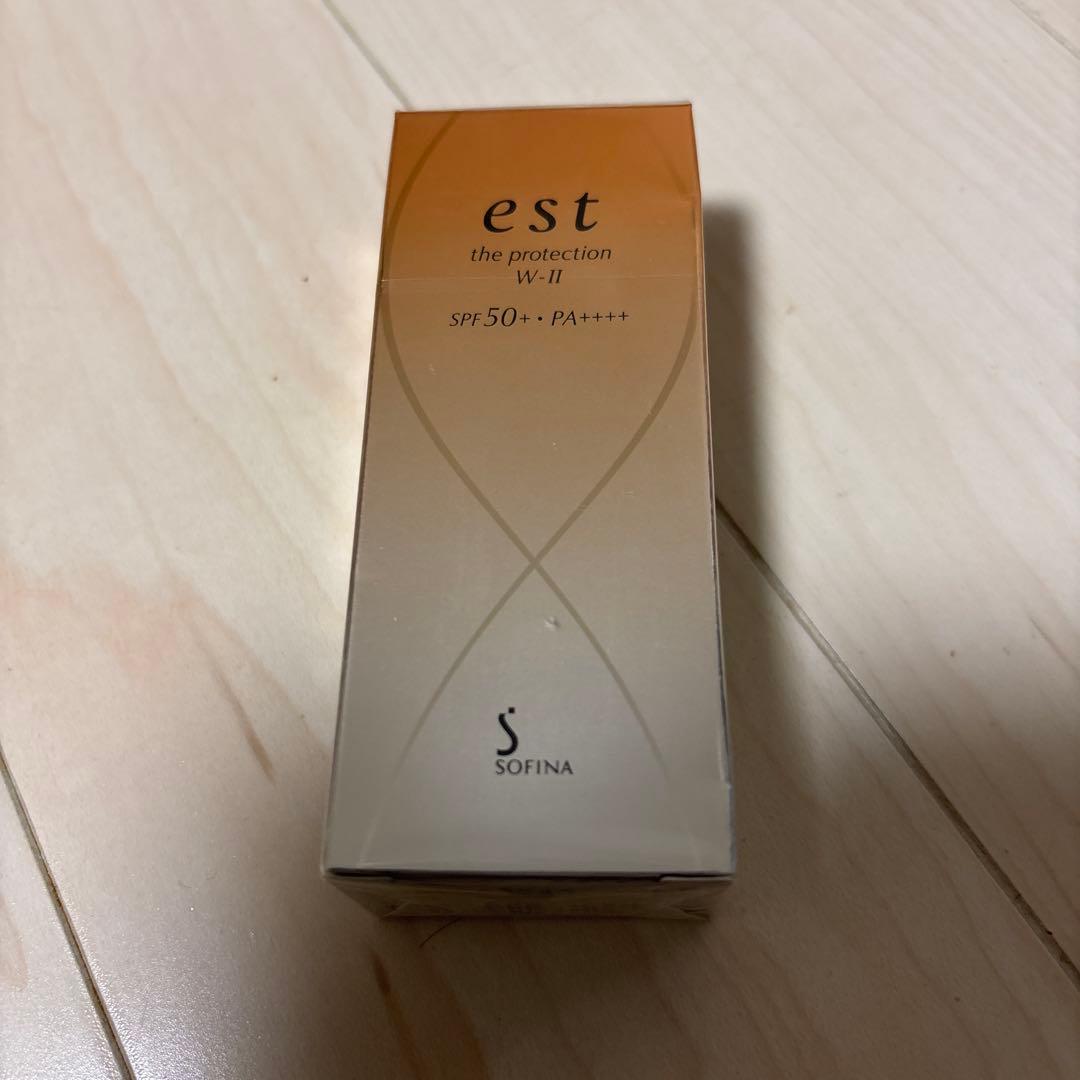 est
the protection
W-II
SPF50+・PA++++
SOFINA